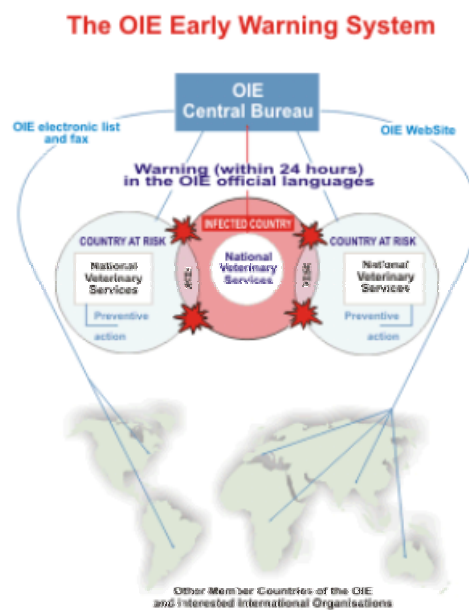 The OIE Early Warning System
OIE
Central Bureau
OIE electronic list
and fax
OIE WebSite
Warning (within 24 hours)
in the OIE official languages
INFECTED COUNTRY
COUNTRY AT RISK
National
Veterinary
Services
Preventive
action
RISK
National
Veterinary
Services
RISK
COUNTRY AT RISK
National
Veterinary
Services
Preventive
action
Other Member Countries of the OIE
and Interested International Organisations